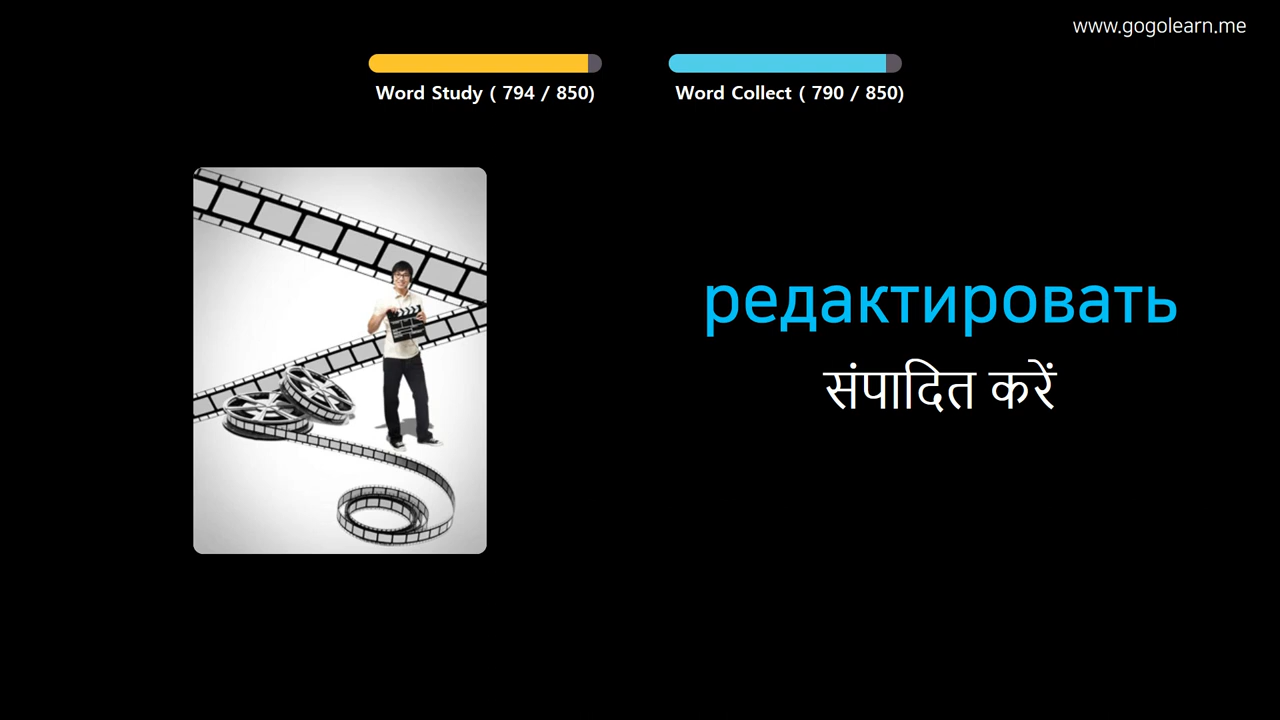 www.gogolearn.me
Word Study ( 794 / 850)
Word Collect ( 790 / 850)
редактировать
संपादित करें